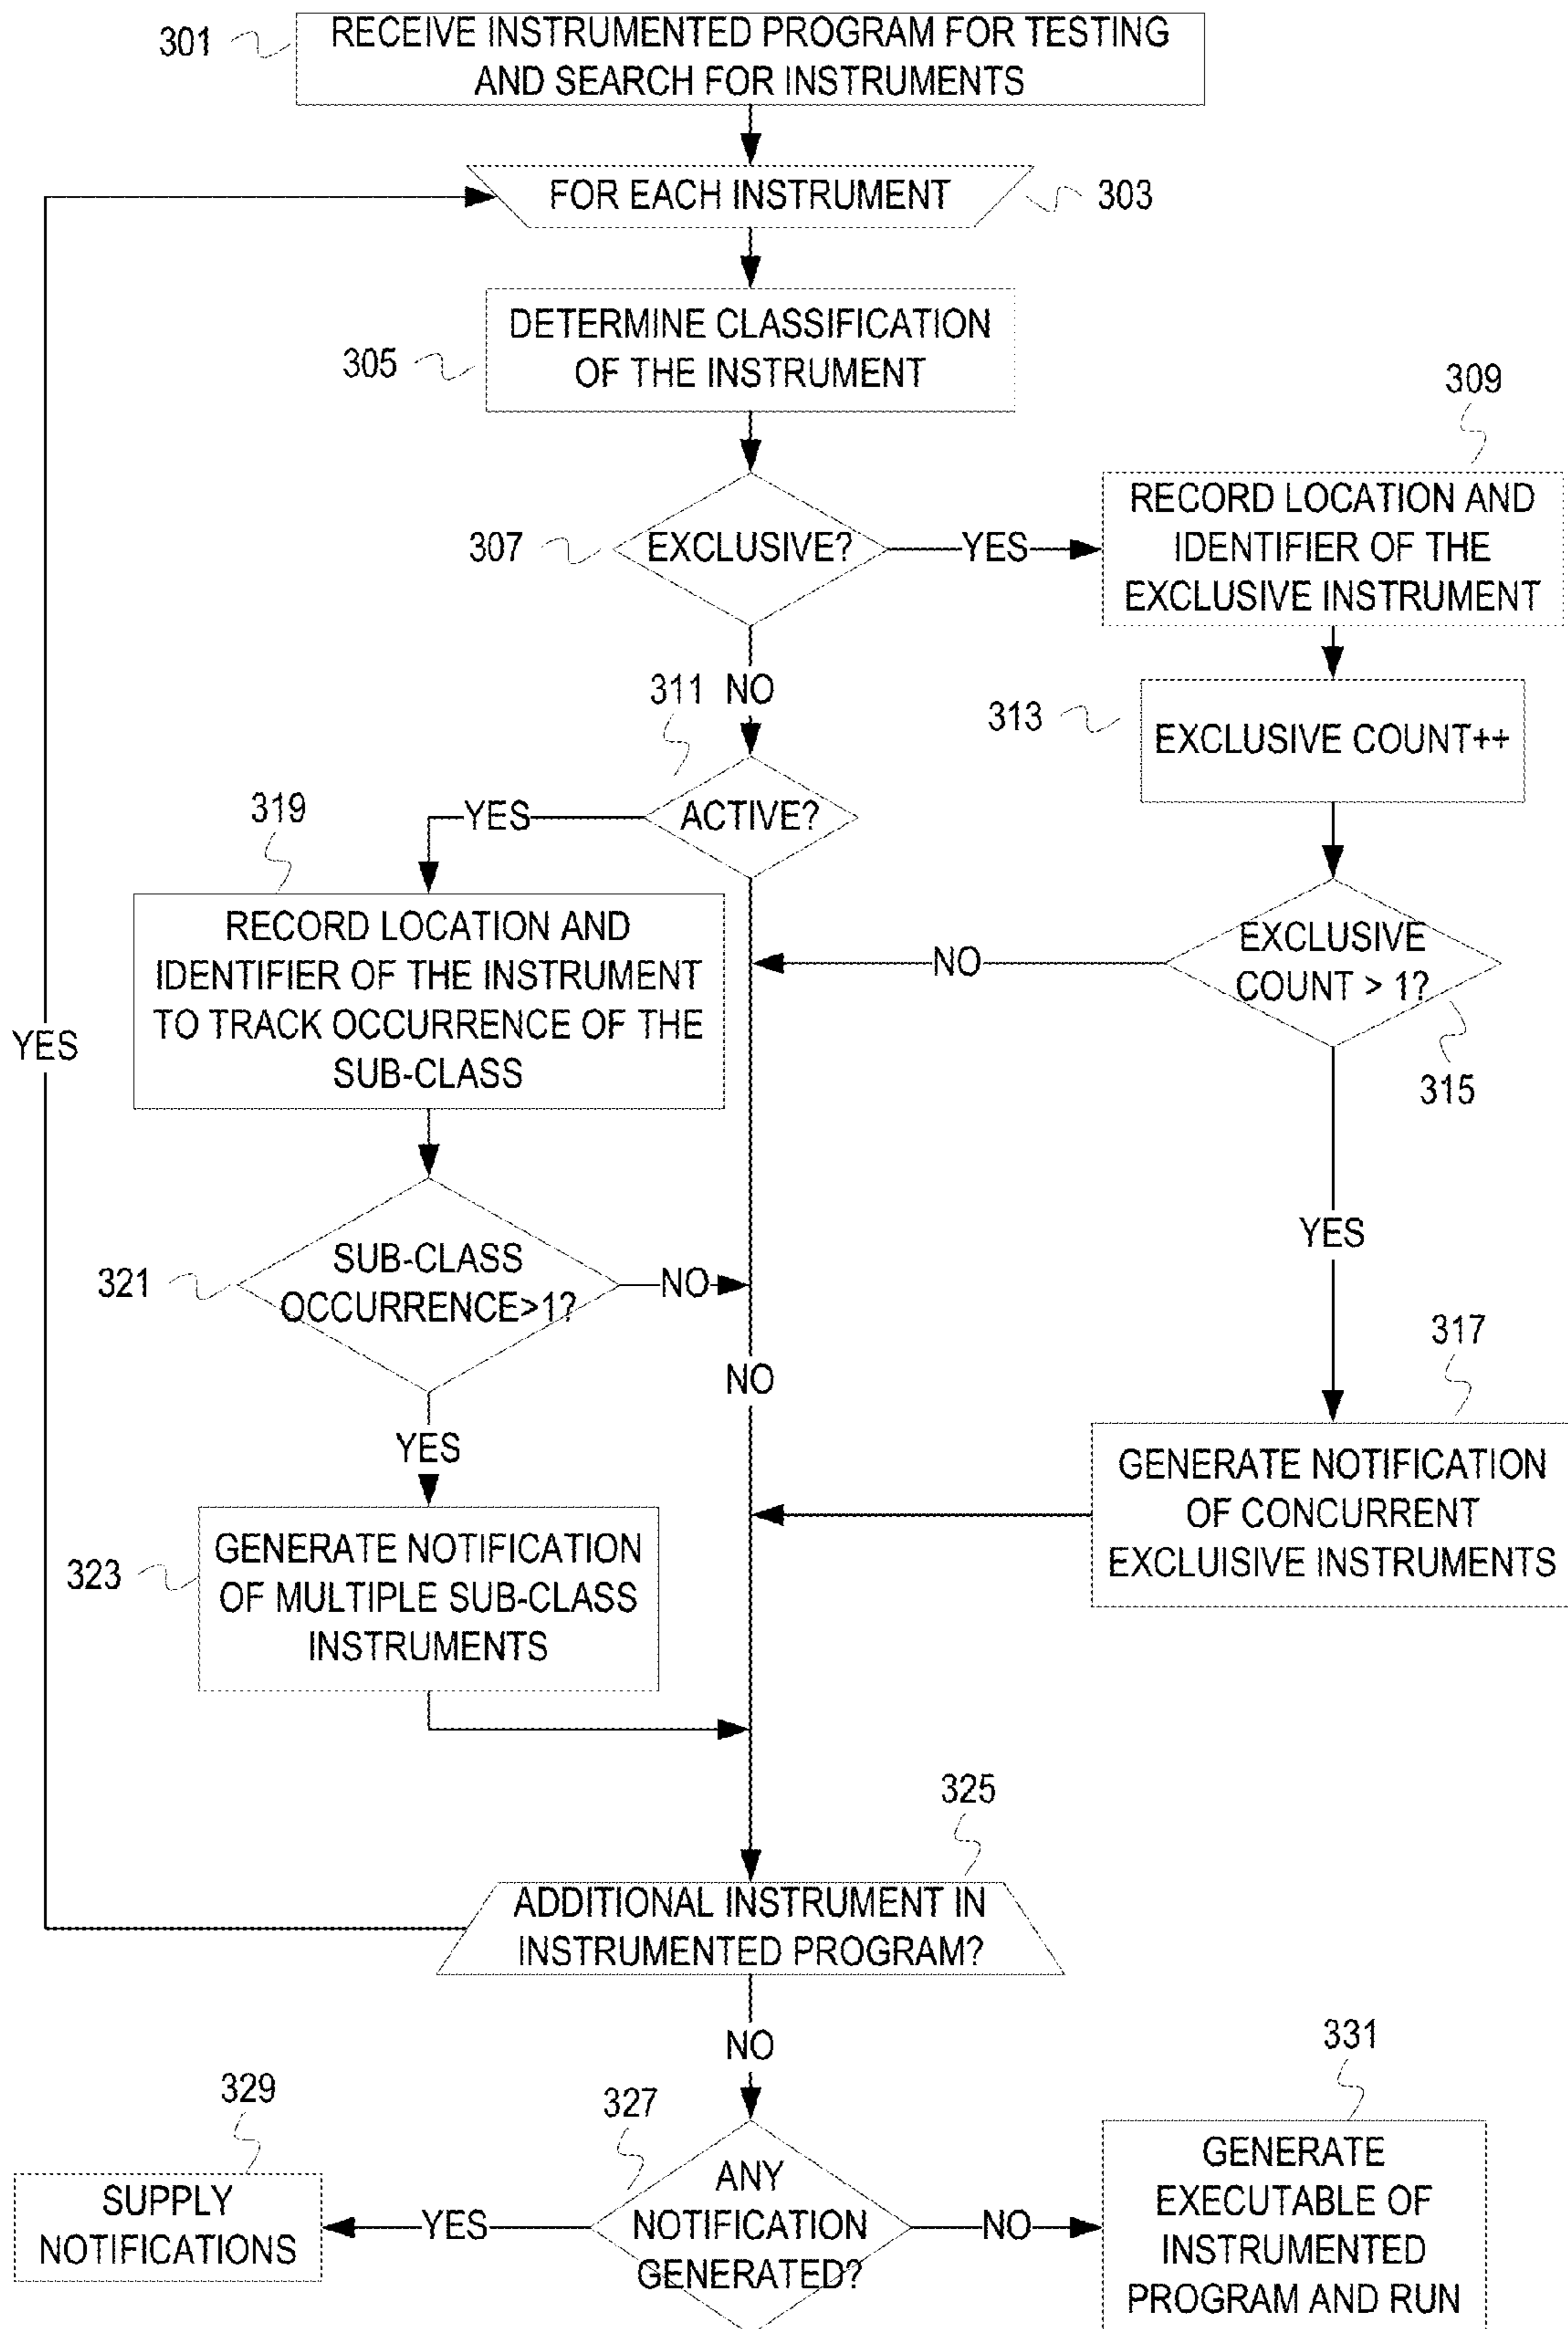 301
RECEIVE INSTRUMENTED PROGRAM FOR TESTING
AND SEARCH FOR INSTRUMENTS
FOR EACH INSTRUMENT
303
305
DETERMINE CLASSIFICATION
OF THE INSTRUMENT
307
EXCLUSIVE?
YES
309
RECORD LOCATION AND
IDENTIFIER OF THE
EXCLUSIVE INSTRUMENT
NO
311
313
EXCLUSIVE COUNT++
ACTIVE?
YES
319
RECORD LOCATION AND
IDENTIFIER OF THE INSTRUMENT
TO TRACK OCCURRENCE OF THE
SUB-CLASS
NO
EXCLUSIVE
COUNT > 1?
315
YES
YES
321
SUB-CLASS
OCCURRENCE>1?
NO
NO
317
GENERATE NOTIFICATION
OF CONCURRENT
EXCLUISIVE INSTRUMENTS
YES
323
GENERATE NOTIFICATION
OF MULTIPLE SUB-CLASS
INSTRUMENTS
325
ADDITIONAL INSTRUMENT IN
INSTRUMENTED PROGRAM?
NO
327
ANY
NOTIFICATION
GENERATED?
YES
329
SUPPLY
NOTIFICATIONS
NO
331
GENERATE
EXECUTABLE OF
INSTRUMENTED
PROGRAM AND RUN